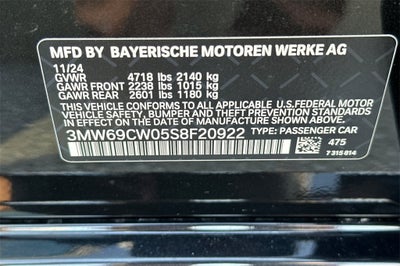 MFD BY BAYERISCHE MOTOREN WERKE AG
11/24
GVWR 4718 lbs 2140 kg
GAWR FRONT 2238 lbs 1015 kg
GAWR REAR 2601 lbs 1180 kg
THIS VEHICLE CONFORMS TO ALL APPLICABLE U.S.FEDERAL MOTOR
VEHICLE SAFETY, BUMPER, AND THEFT PREVENTION STANDARDS
IN EFFECT ON THE DATE OF MANUFACTURE SHOWN ABOVE.
3MW69CW05S8F20922 TYPE: PASSENGER CAR
475
7 315 814